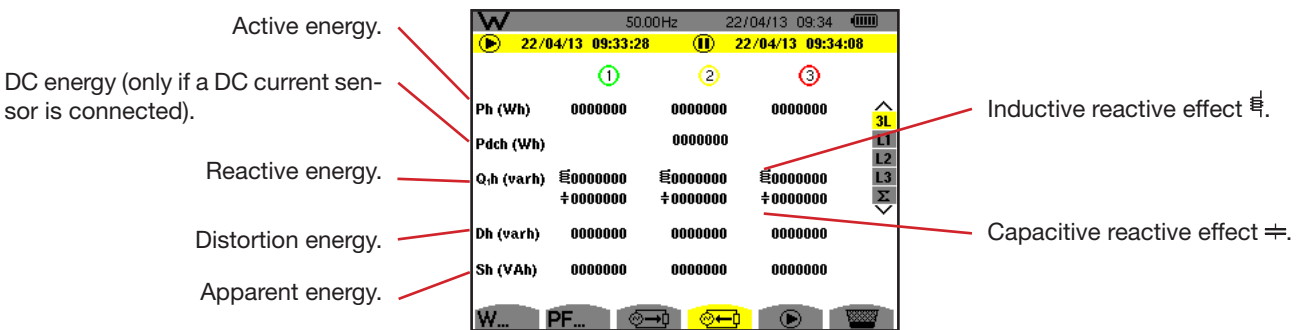 Active energy.
DC energy (only if a DC current sen-
sor is connected).
Reactive energy.
Distortion energy.
Apparent energy.
W 50.00Hz 22/04/13 09:34
22/04/13 09:33:28 22/04/13 09:34:08
1 2 3
Ph (Wh) 0000000 0000000 0000000
Pdch (Wh) 0000000
Q₁h (varh) 0000000 0000000 0000000
0000000 0000000 0000000
Dh (varh) 0000000 0000000 0000000
Sh (VAh) 0000000 0000000 0000000
3L
L1
L2
L3
Σ
W... PF...
Inductive reactive effect .
Capacitive reactive effect .